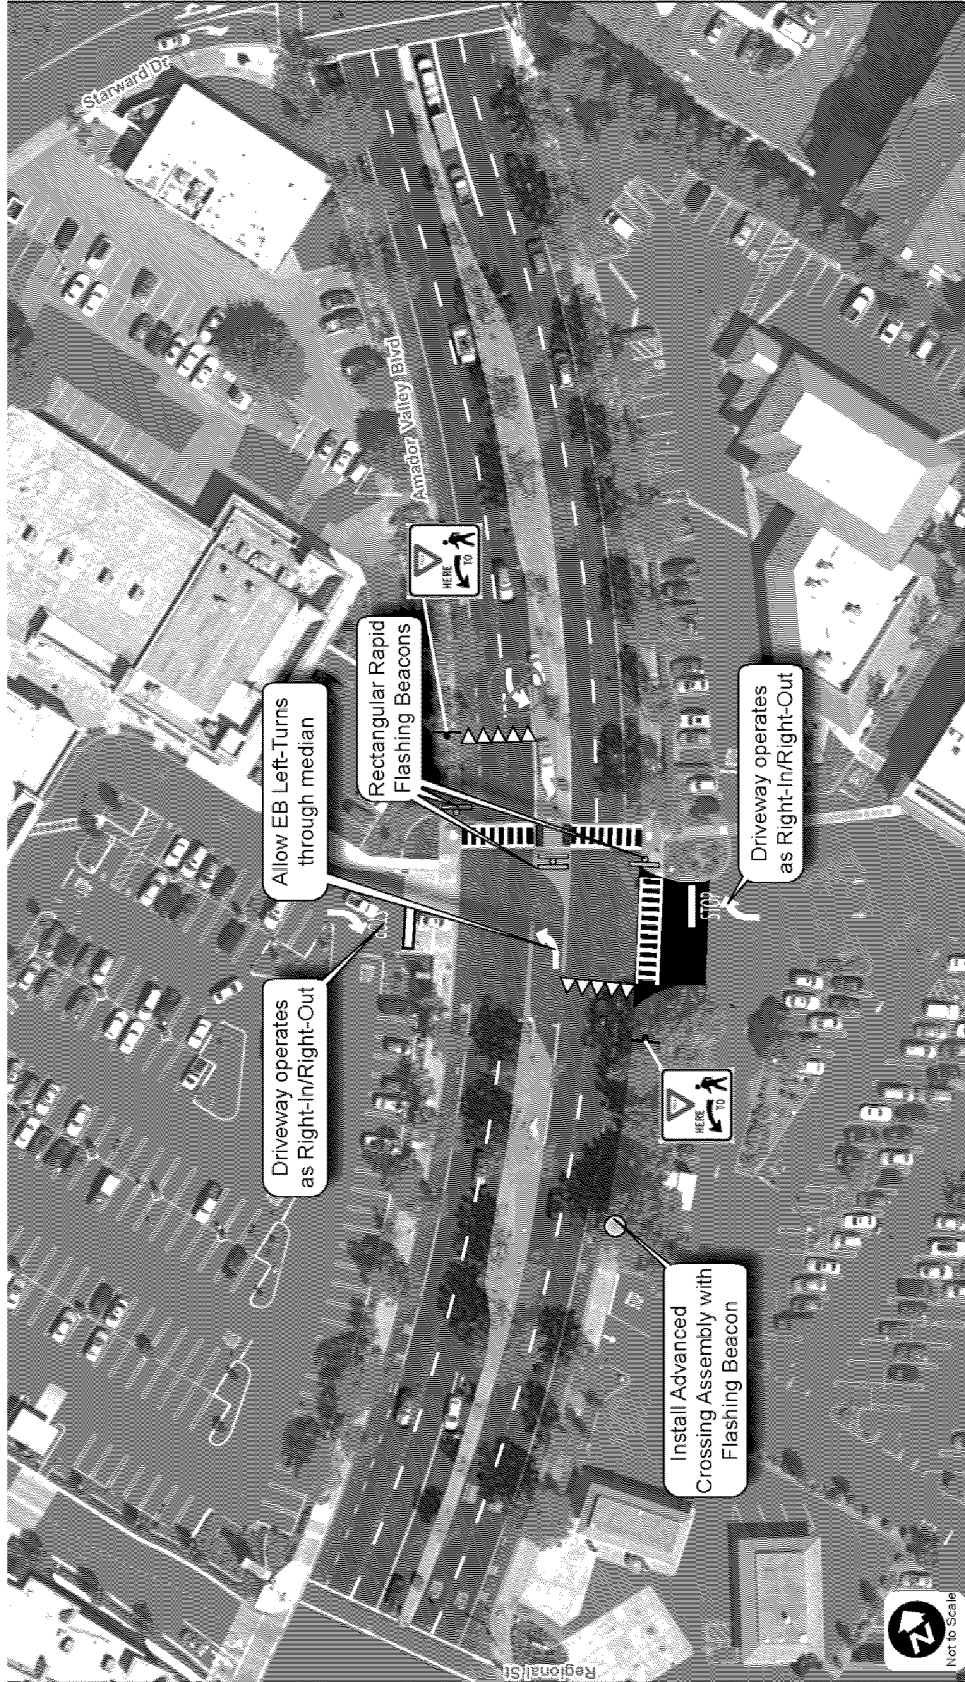 Starward Dr
Amador Valley Blvd
HERE
TO
Rectangular Rapid
Flashing Beacons
Allow EB Left-Turns
through median
Driveway operates
as Right-In/Right-Out
STOP
Driveway operates
as Right-In/Right-Out
STOP
HERE
TO
Install Advanced
Crossing Assembly with
Flashing Beacon
Regional St
N
Not to Scale